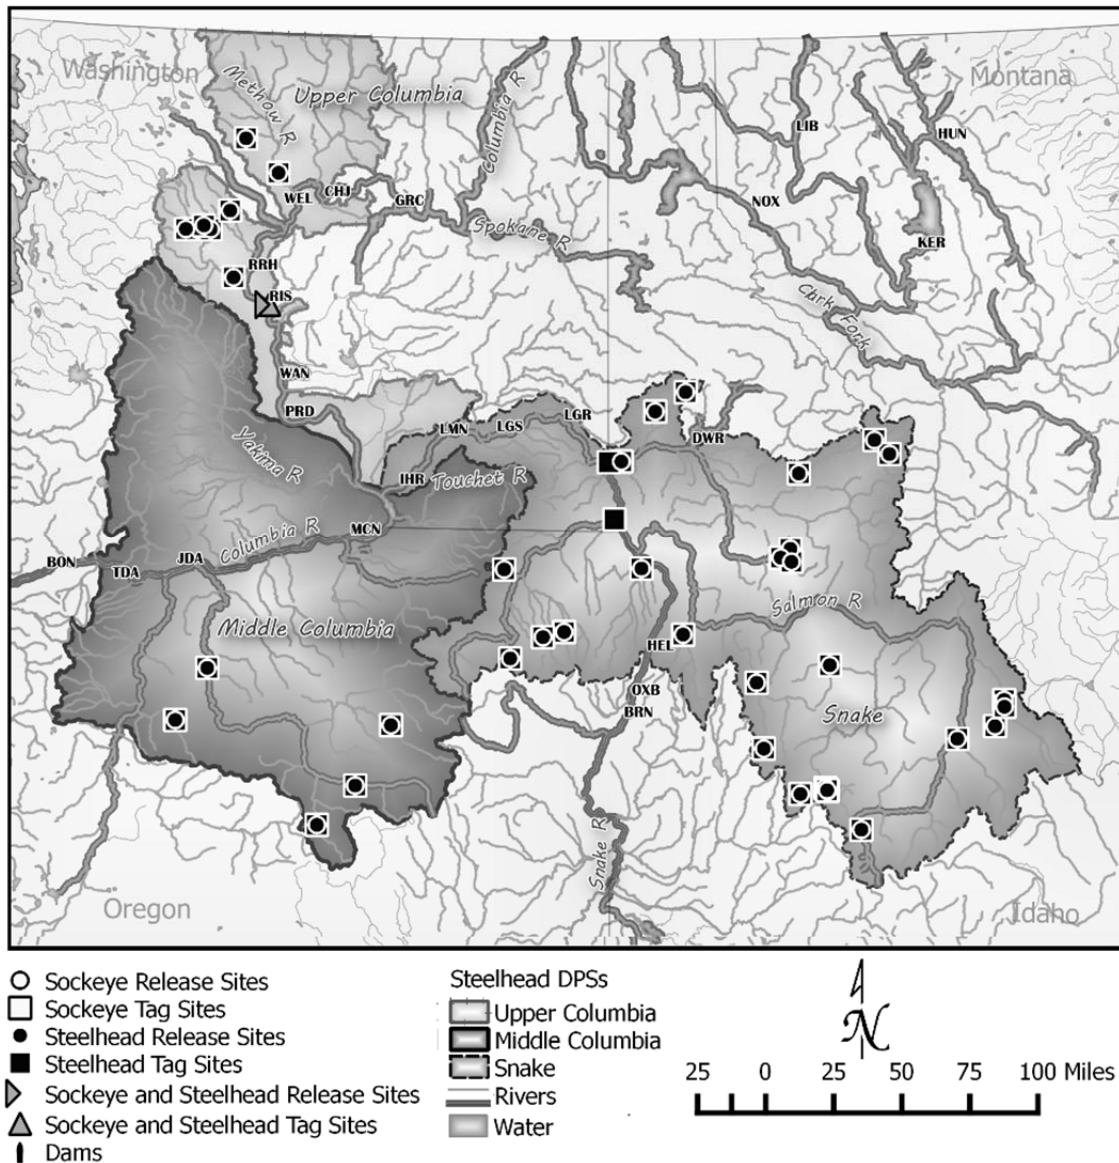 Washington
Montana
Methow R
Upper Columbia
Columbia R
LIB
HUN
WEL
CHJ
GRC
NOX
Spokane R
KER
RRH
RIS
Clark Fork
WAN
PRD
LMN
LGS
LGR
DWR
Yakima R
IHR
Touchet R
Columbia R
MCN
BON
TDA
JDA
Salmon R
Middle Columbia
HEL
OXB
BRN
Snake
Snake R
Oregon
Idaho
Sockeye Release Sites
Sockeye Tag Sites
Steelhead Release Sites
Steelhead Tag Sites
Sockeye and Steelhead Release Sites
Sockeye and Steelhead Tag Sites
Dams
Steelhead DPSs
Upper Columbia
Middle Columbia
Snake
Rivers
Water
N
25 0 25 50 75 100 Miles